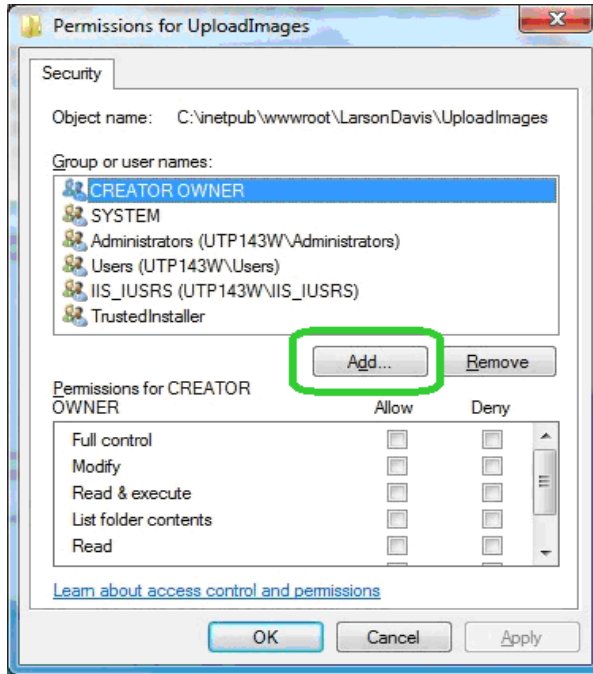 Permissions for UploadImages
Security
Object name: C:\inetpub\wwwroot\LarsonDavis\UploadImages
Group or user names:
CREATOR OWNER
SYSTEM
Administrators (UTP143W\Administrators)
Users (UTP143W\Users)
IIS_IUSRS (UTP143W\IIS_IUSRS)
TrustedInstaller
Add... Remove
Permissions for CREATOR
OWNER Allow Deny
Full control
Modify
Read & execute
List folder contents
Read
Learn about access control and permissions
OK Cancel Apply